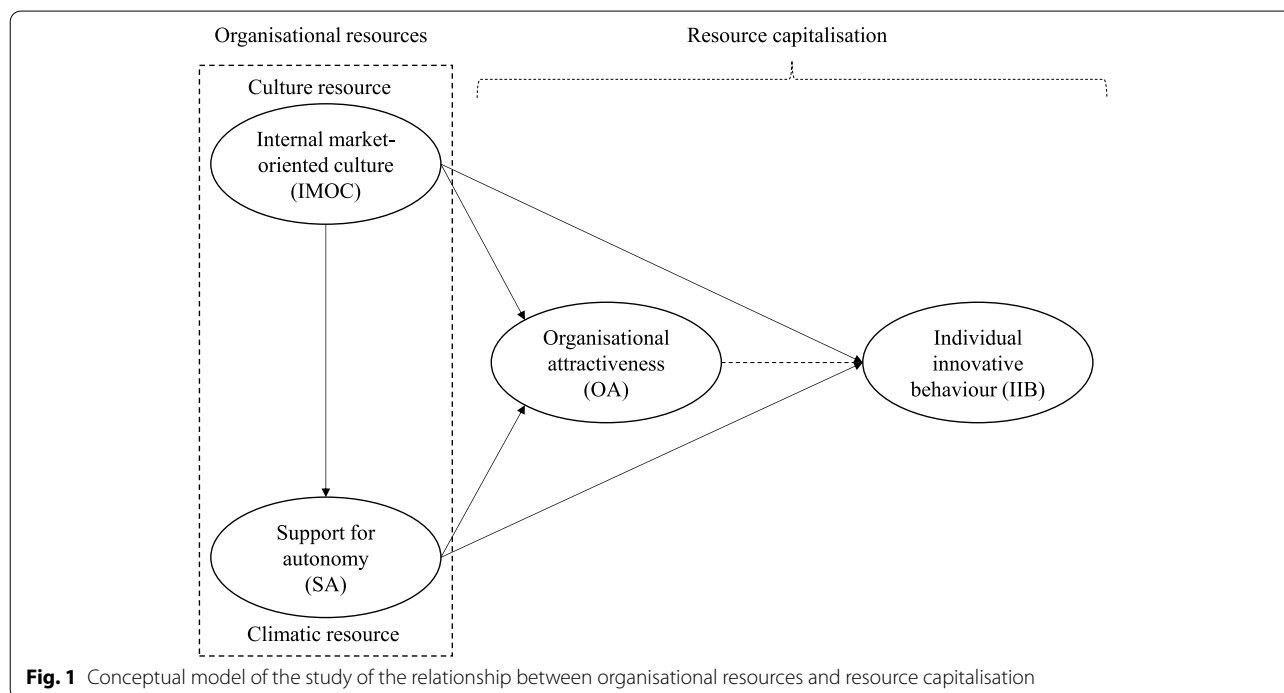 Organisational resources
Resource capitalisation
Culture resource
Internal market-
oriented culture
(IMOC)
Organisational
attractiveness
(OA)
Individual
innovative
behaviour (IIB)
Support for
autonomy
(SA)
Climatic resource
Fig. 1 Conceptual model of the study of the relationship between organisational resources and resource capitalisation